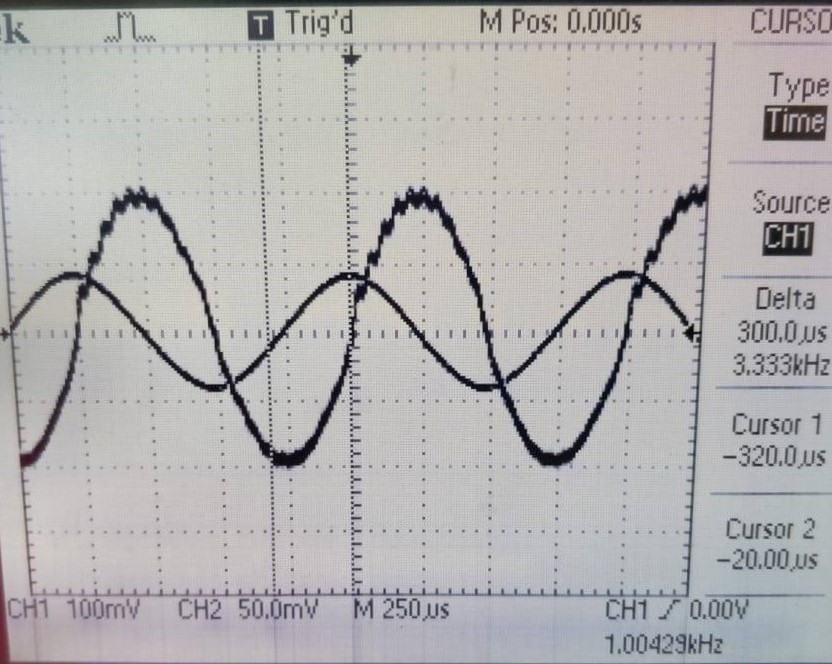 k T Trig'd M Pos: 0.000s CURSO
Type
Time
Source
CH1
Delta
300.0µs
3.333kHz
Cursor 1
-320.0µs
Cursor 2
-20.00µs
CH1 100mV CH2 50.0mV M 250µs CH1 0.00V
1.00429kHz